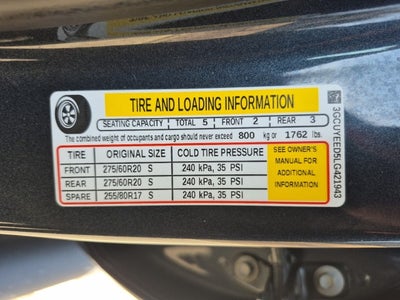 TIRE AND LOADING INFORMATION
SEATING CAPACITY TOTAL 5 FRONT 2 REAR 3
The combined weight of occupants and cargo should never exceed 800 kg or 1762 lbs.
TIRE ORIGINAL SIZE COLD TIRE PRESSURE
FRONT 275/60R20 S 240 kPa, 35 PSI
REAR 275/60R20 S 240 kPa, 35 PSI
SPARE 255/80R17 S 240 kPa, 35 PSI
SEE OWNER'S
MANUAL FOR
ADDITIONAL
INFORMATION
3GCUYEED5LG421943